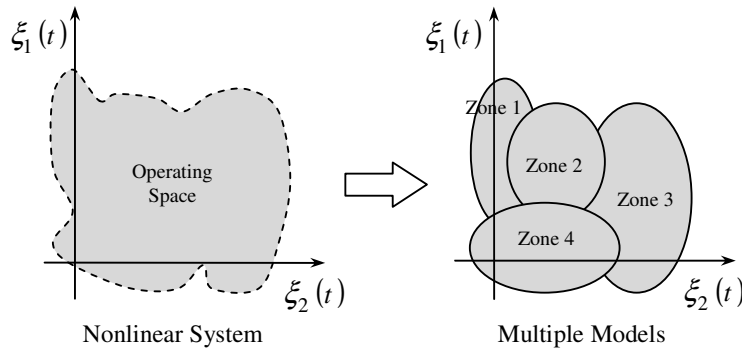 ξ₁(t)
Operating
Space
ξ₂(t)
Nonlinear System
ξ₁(t)
Zone 1
Zone 2
Zone 3
Zone 4
ξ₂(t)
Multiple Models